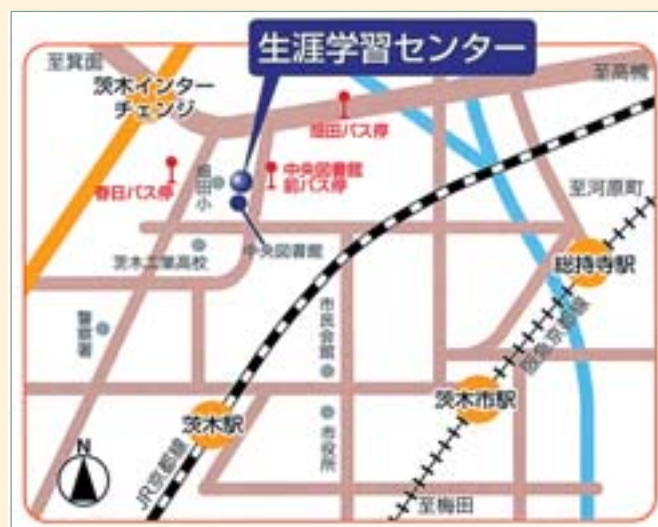 生涯学習センター
至箕面
茨木インター
チェンジ
至高槻
畑田バス停
春日バス停
畑田小
中央図書館
前バス停
至河原町
茨木工業高校
中央図書館
総持寺駅
警察署
市民会館
阪急京都線
茨木駅
茨木市駅
市役所
N
JR京都線
至梅田